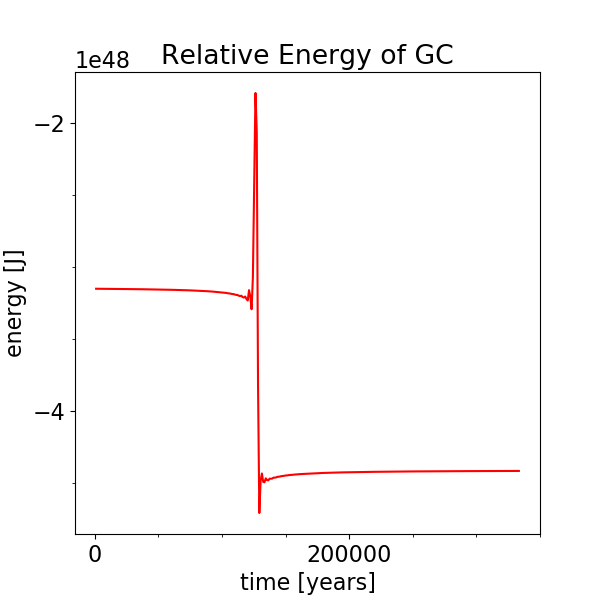 1e48
Relative Energy of GC
−2
−4
energy [J]
0
200000
time [years]